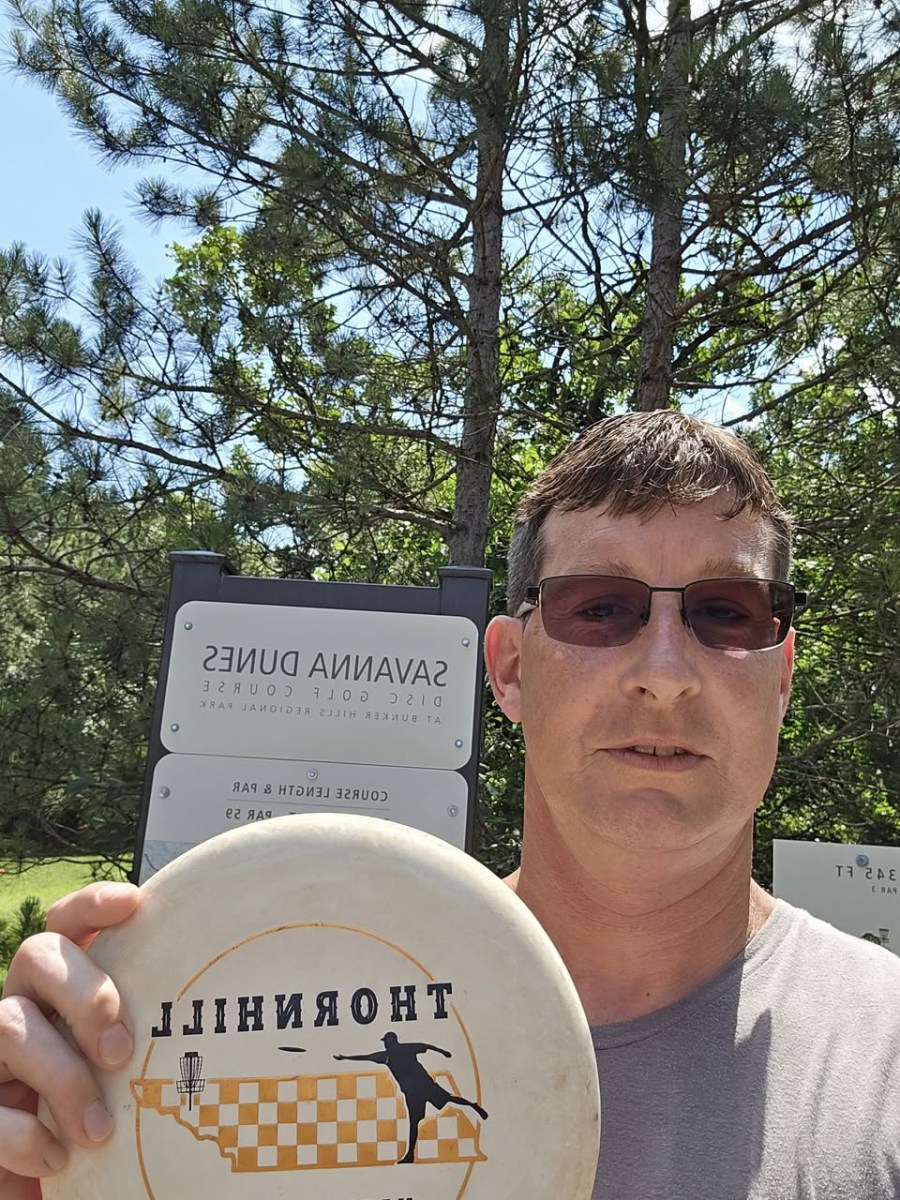 SAVANNA DUNES
DISC GOLF COURSE
AT BUNKER HILLS REGIONAL PARK
COURSE LENGTH & PAR
PAR 59
345 FT
PAR 3
THORNHILL